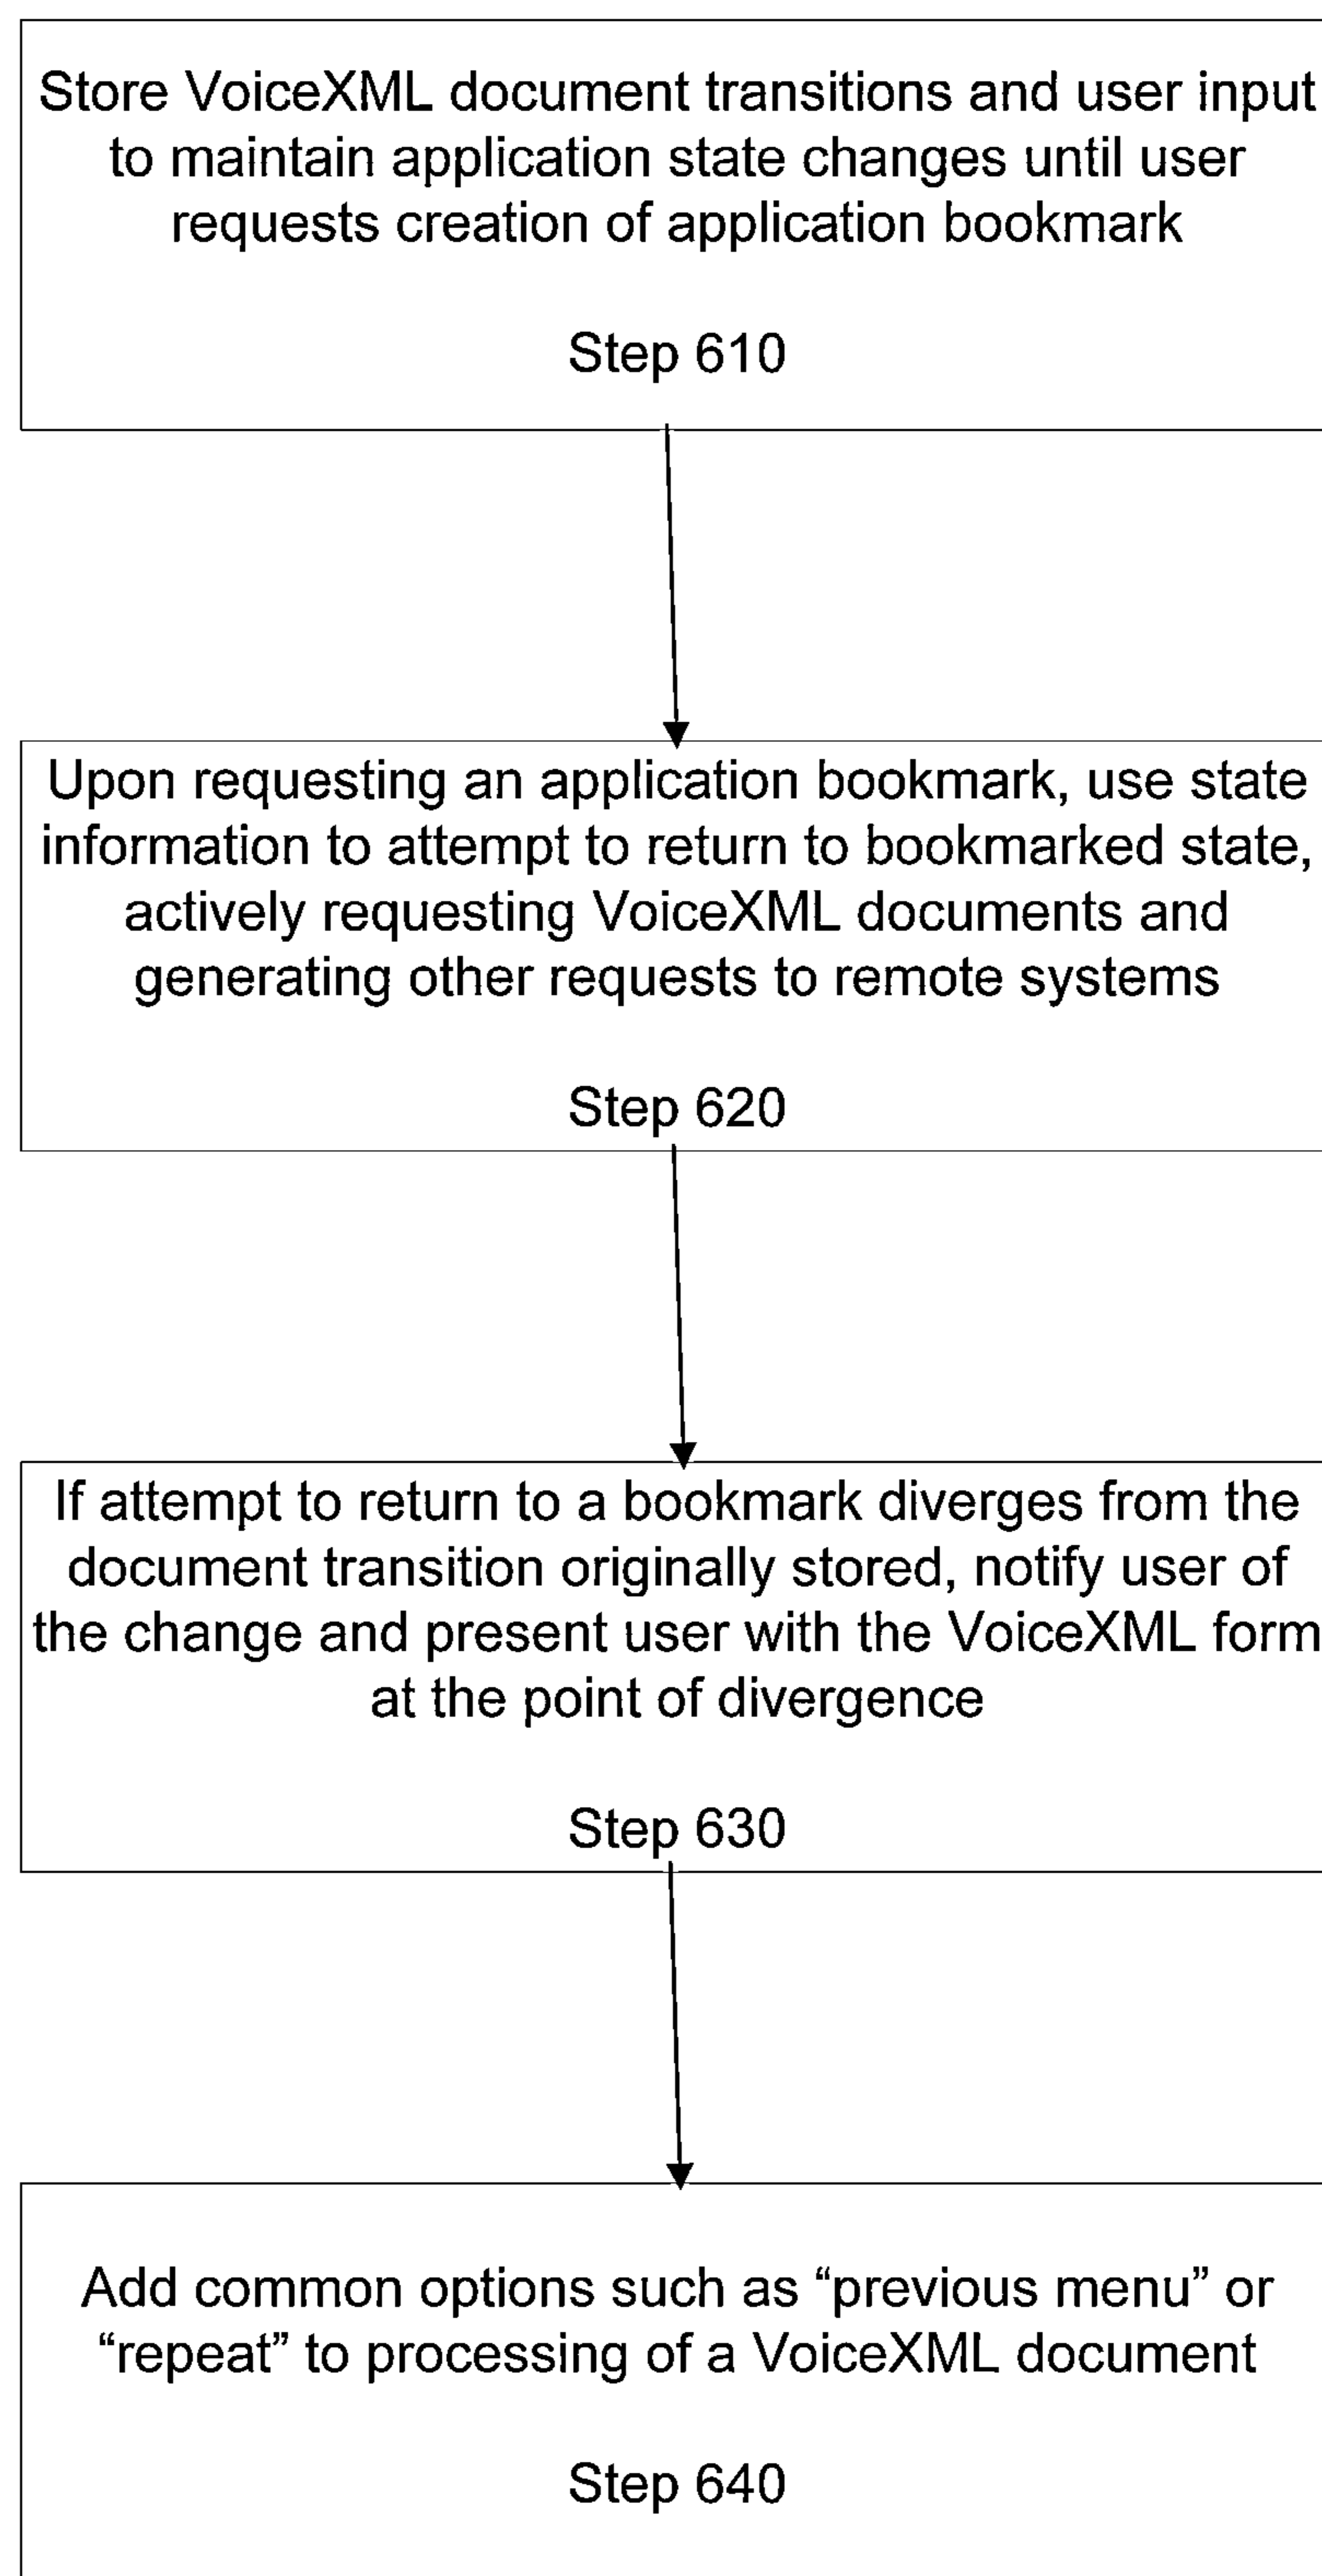 Store VoiceXML document transitions and user input
to maintain application state changes until user
requests creation of application bookmark
Step 610
Upon requesting an application bookmark, use state
information to attempt to return to bookmarked state,
actively requesting VoiceXML documents and
generating other requests to remote systems
Step 620
If attempt to return to a bookmark diverges from the
document transition originally stored, notify user of
the change and present user with the VoiceXML form
at the point of divergence
Step 630
Add common options such as “previous menu” or
“repeat” to processing of a VoiceXML document
Step 640